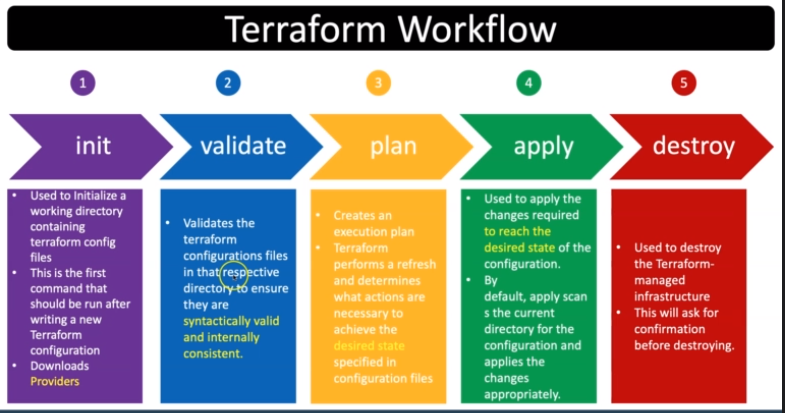 Terraform Workflow
1
2
3
4
5
init
validate
plan
apply
destroy
• Used to Initialize a
working directory
containing
terraform config
files
• This is the first
command that
should be run after
writing a new
Terraform
configuration
• Downloads
Providers
• Validates the
terraform
configurations files
in that respective
directory to ensure
they are
syntactically valid
and internally
consistent.
• Creates an
execution plan
• Terraform
performs a refresh
and determines
what actions are
necessary to
achieve the
desired state
specified in
configuration files
• Used to apply the
changes required
to reach the
desired state of the
configuration.
• By
default, apply scan
s the current
directory for the
configuration and
applies the
changes
appropriately.
• Used to destroy
the Terraform-
managed
infrastructure
• This will ask for
confirmation
before destroying.